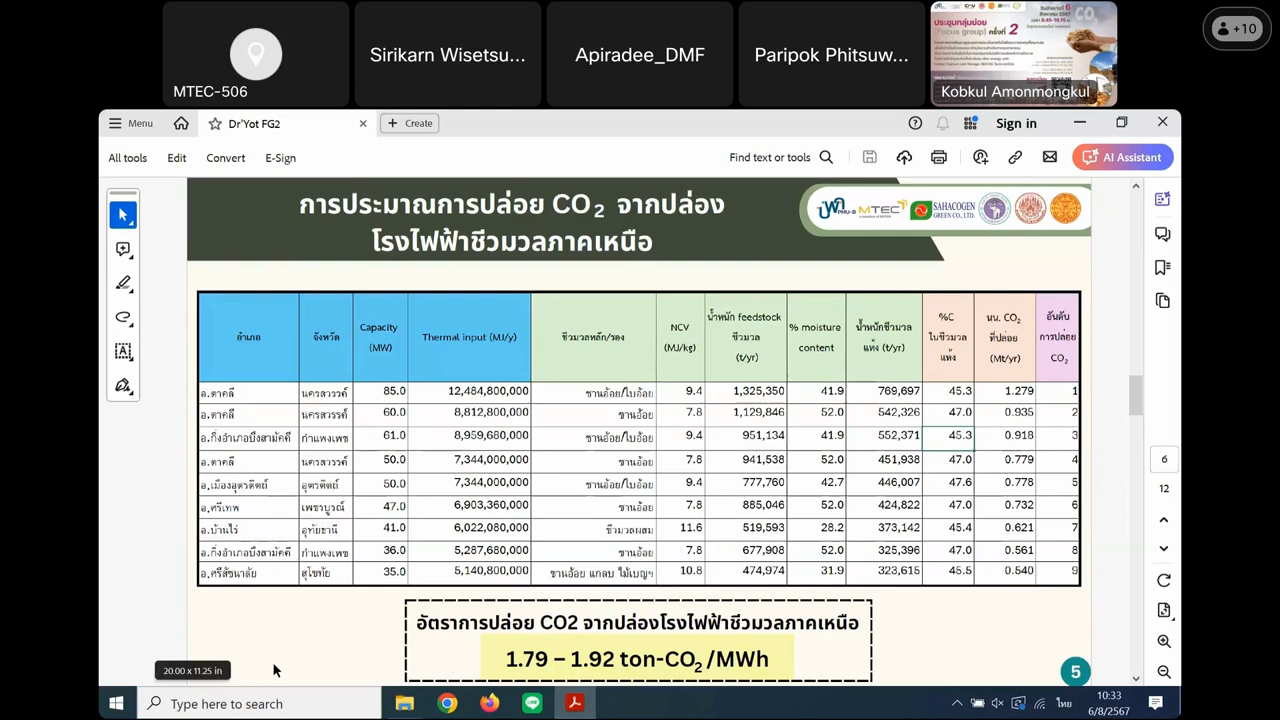 +10
MTEC-506
Sirikarn Wisetsu...
Apiradee_DMF
Paripok Phitsuw...
ประชุมกลุ่มย่อย
(Focus group) ครั้งที่ 2
Kobkul Amonmongkul
Menu
Dr'Yot FG2
Create
Sign in
All tools
Edit
Convert
E-Sign
Find text or tools
AI Assistant
การประมาณการปล่อย CO₂ จากปล่อง
โรงไฟฟ้าชีวมวลภาคเหนือ
PMU-B
MTEC
SAHACOGEN
GREEN CO.,LTD.
อำเภอ จังหวัด Capacity (MW) Thermal input (MJ/y) ชีวมวลหลัก/รอง NCV (MJ/kg) น้ำหนัก feedstock ชีวมวล (t/yr) % moisture content น้ำหนักชีวมวลแห้ง (t/yr) %C ในชีวมวลแห้ง นน. CO₂ ที่ปล่อย (Mt/yr) อันดับการปล่อย CO₂
อ.ตาคลี นครสวรรค์ 85.0 12,484,800,000 ชานอ้อย/ใบอ้อย 9.4 1,325,350 41.9 769,697 45.3 1.279 1
อ.ตาคลี นครสวรรค์ 60.0 8,812,800,000 ชานอ้อย 7.8 1,129,846 52.0 542,326 47.0 0.935 2
อ.กิ่งอำเภอบึงสามัคคี กำแพงเพช 61.0 8,959,680,000 ชานอ้อย/ใบอ้อย 9.4 951,134 41.9 552,371 45.3 0.918 3
อ.ตาคลี นครสวรรค์ 50.0 7,344,000,000 ชานอ้อย 7.8 941,538 52.0 451,938 47.0 0.779 4
อ.เมืองอุตรดิตถ์ อุตรดิตถ์ 50.0 7,344,000,000 ชานอ้อย/ใบอ้อย 9.4 777,760 42.7 446,007 47.6 0.778 5
อ.ศรีเทพ เพชรบูรณ์ 47.0 6,903,360,000 ชานอ้อย 7.8 885,046 52.0 424,822 47.0 0.732 6
อ.บ้านไร่ อุทัยธานี 41.0 6,022,080,000 ชีวมวลผสม 11.6 519,593 28.2 373,142 45.4 0.621 7
อ.กิ่งอำเภอบึงสามัคคี กำแพงเพช 36.0 5,287,680,000 ชานอ้อย 7.8 677,908 52.0 325,396 47.0 0.561 8
อ.ศรีสัชนาลัย สุโขทัย 35.0 5,140,800,000 ชานอ้อย แกลบ ไม้เบญฯ 10.8 474,974 31.9 323,615 45.5 0.540 9
อัตราการปล่อย CO2 จากปล่องโรงไฟฟ้าชีวมวลภาคเหนือ
1.79 – 1.92 ton-CO₂/MWh
5
6
12
20.00 x 11.25 in
Type here to search
ไทย
10:33
6/8/2567